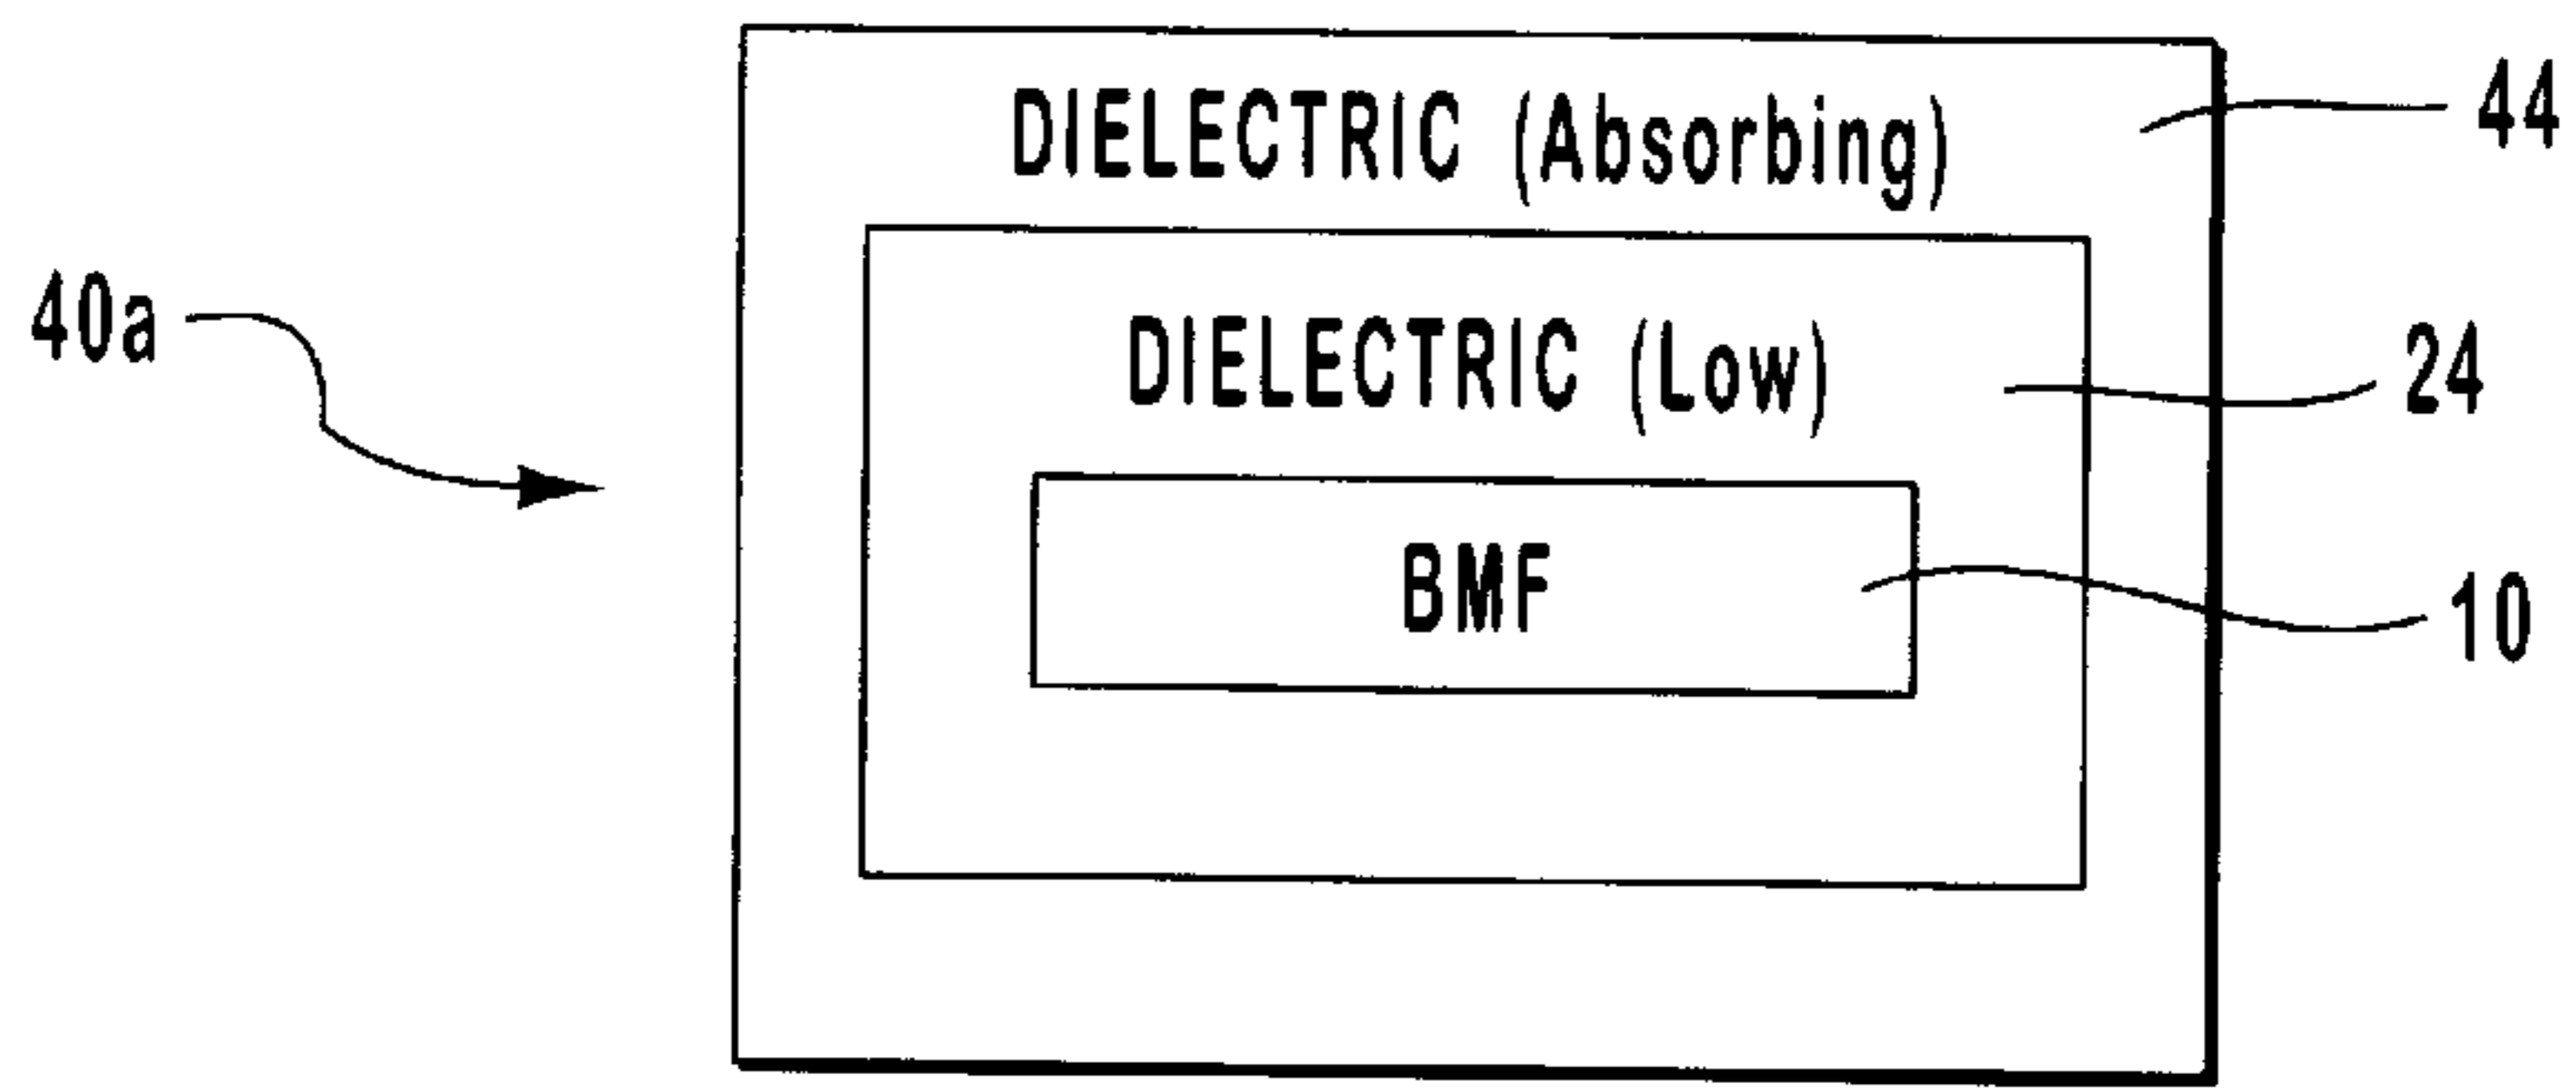 DIELECTRIC (Absorbing)
44
40a
DIELECTRIC (Low)
24
BMF
10